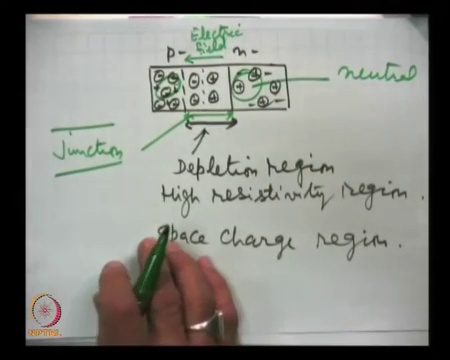 Electric
field
p- n-
neutral
Junction
Depletion region
High resistivity region.
Space Charge region.
NPTEL